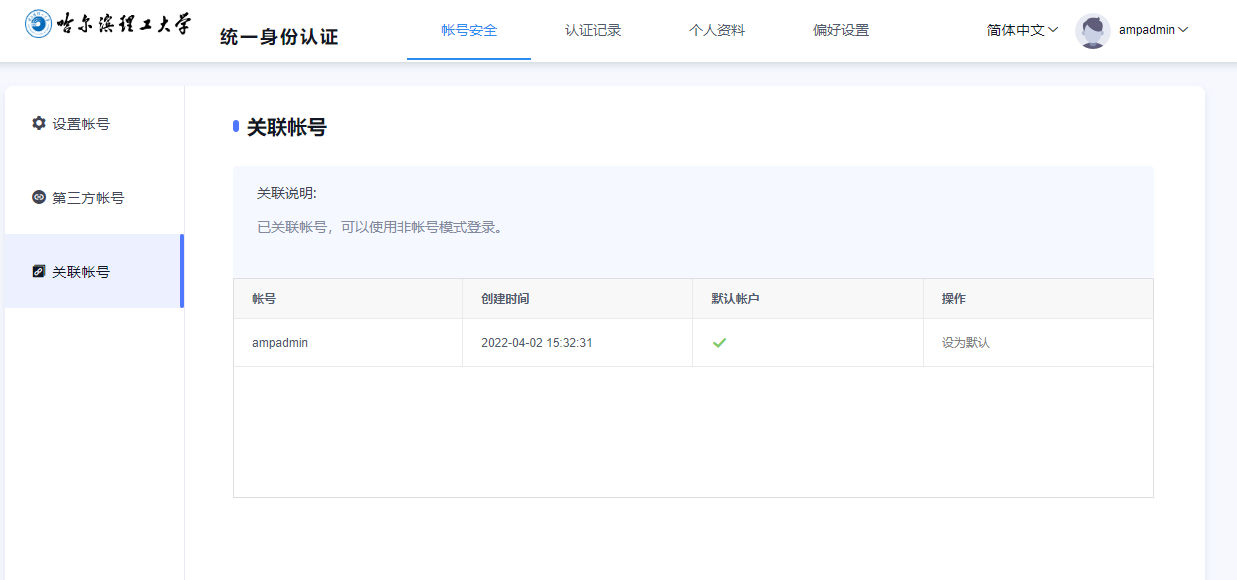 哈尔滨理工大学
统一身份认证
帐号安全
认证记录
个人资料
偏好设置
简体中文
ampadmin
设置帐号
第三方帐号
关联帐号
关联帐号
关联说明:
已关联帐号，可以使用非帐号模式登录。
帐号 创建时间 默认帐户 操作
ampadmin 2022-04-02 15:32:31 设为默认